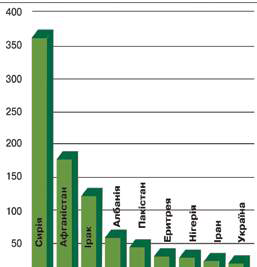 400
350
300
250
200
150
100
50
Сирія
Афганістан
Ірак
Албанія
Пакістан
Еритрея
Нігерія
Іран
Україна